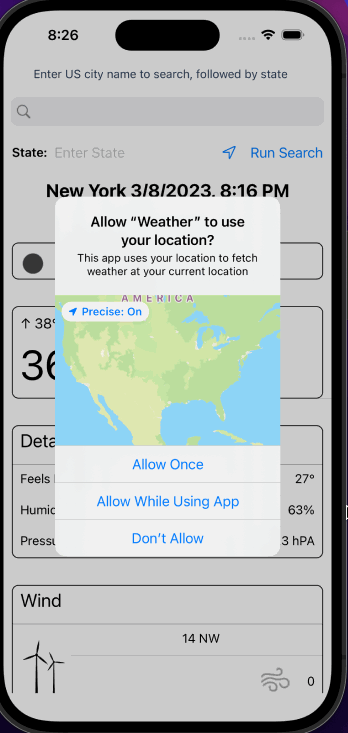 8:26
Enter US city name to search, followed by state
State: Enter State Run Search
New York 3/8/2023, 8:16 PM
Allow “Weather” to use
your location?
This app uses your location to fetch
weather at your current location
AMERICA
Precise: On
↑ 38°
36
Allow Once
Allow While Using App
Don’t Allow
Feels 27°
63%
3 hPA
Wind
14 NW
0